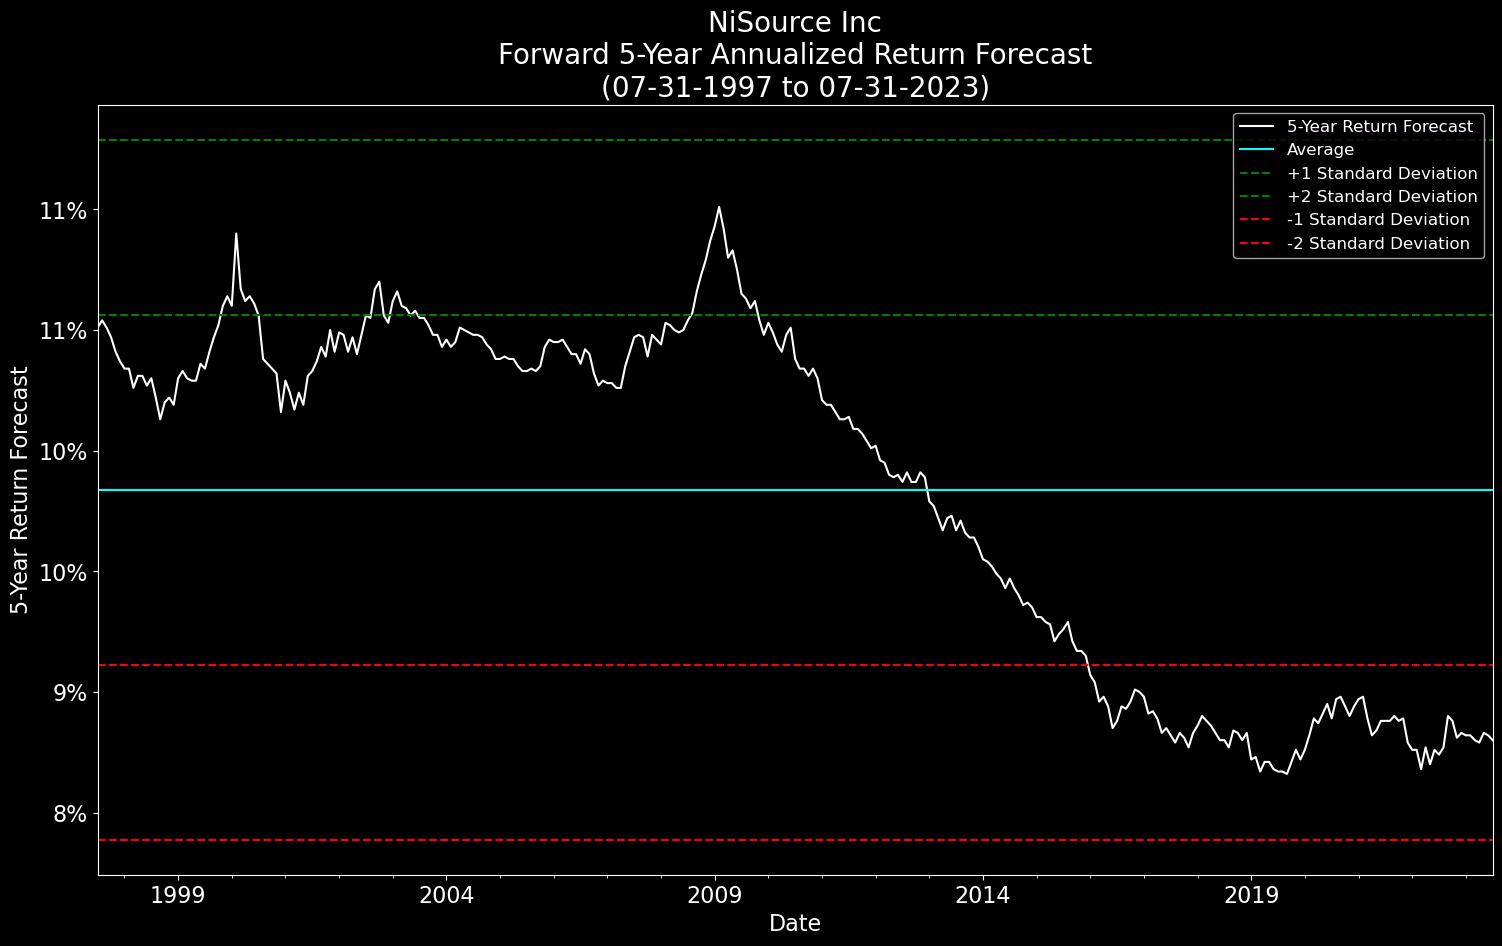 NiSource Inc
Forward 5-Year Annualized Return Forecast
(07-31-1997 to 07-31-2023)
5-Year Return Forecast
Average
+1 Standard Deviation
+2 Standard Deviation
-1 Standard Deviation
-2 Standard Deviation
11%
11%
10%
10%
9%
8%
5-Year Return Forecast
1999
2004
2009
2014
2019
Date